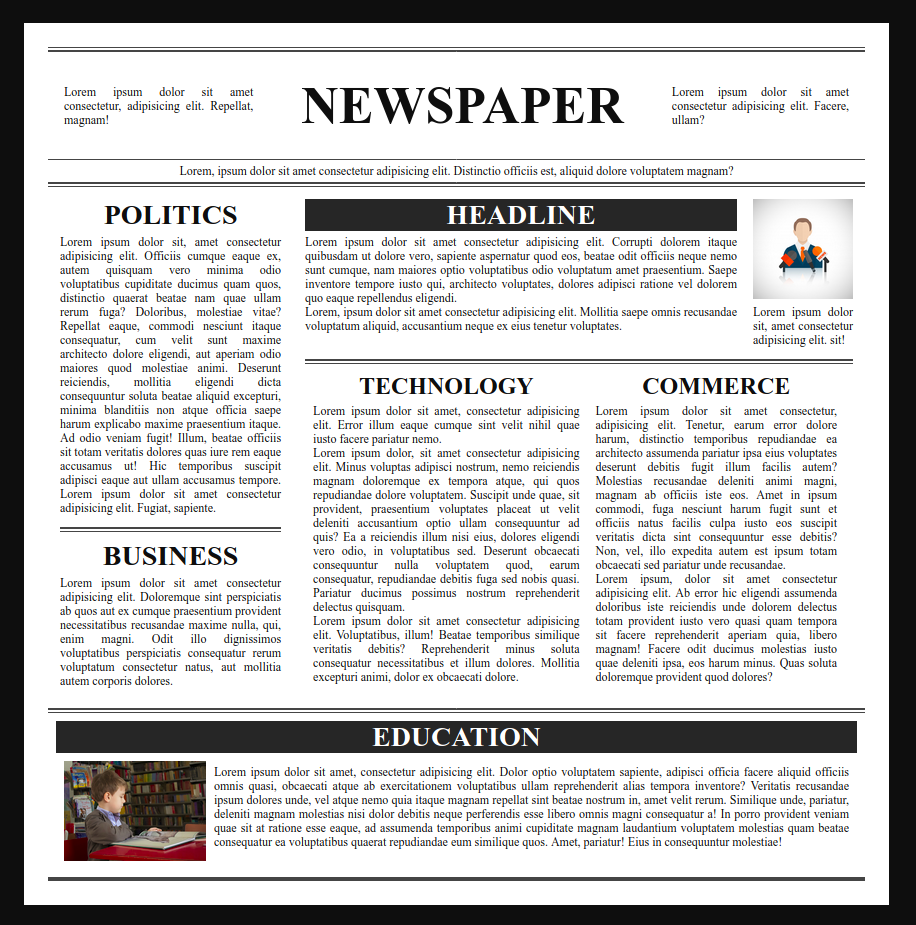 Lorem ipsum dolor sit amet
consectetur, adipisicing elit. Repellat,
magnam!
NEWSPAPER
Lorem ipsum dolor sit amet
consectetur adipisicing elit. Facere,
ullam?
Lorem, ipsum dolor sit amet consectetur adipisicing elit. Distinctio officiis est, aliquid dolore voluptatem magnam?
POLITICS
Lorem ipsum dolor sit, amet consectetur
adipisicing elit. Officiis cumque eaque ex,
autem quisquam vero minima odio
voluptatibus cupiditate ducimus quam quos,
distinctio quaerat beatae nam quae ullam
rerum fuga? Doloribus, molestiae vitae?
Repellat eaque, commodi nesciunt itaque
consequatur, cum velit sunt maxime
architecto dolore eligendi, aut aperiam odio
maiores quod molestiae animi. Deserunt
reiciendis, mollitia eligendi dicta
consequuntur soluta beatae aliquid excepturi,
minima blanditiis non atque officia saepe
harum explicabo maxime praesentium itaque.
Ad odio veniam fugit! Illum, beatae officiis
sit totam veritatis dolores quas iure rem eaque
accusamus ut! Hic temporibus suscipit
adipisci eaque aut ullam accusamus tempore.
Lorem ipsum dolor sit amet consectetur
adipisicing elit. Fugiat, sapiente.
BUSINESS
Lorem ipsum dolor sit amet consectetur
adipisicing elit. Doloremque sint perspiciatis
ab quos aut ex cumque praesentium provident
necessitatibus recusandae maxime nulla, qui,
enim magni. Odit illo dignissimos
voluptatibus perspiciatis consequatur rerum
voluptatum consectetur natus, aut mollitia
autem corporis dolores.
HEADLINE
Lorem ipsum dolor sit amet consectetur adipisicing elit. Corrupti dolorem itaque
quibusdam ut dolore vero, sapiente aspernatur quod eos, beatae odit officiis neque nemo
sunt cumque, nam maiores optio voluptatibus odio voluptatum amet praesentium. Saepe
inventore tempore iusto qui, architecto voluptates, dolores adipisci ratione vel dolorem
quo eaque repellendus eligendi.
Lorem, ipsum dolor sit amet consectetur adipisicing elit. Mollitia saepe omnis recusandae
voluptatum aliquid, accusantium neque ex eius tenetur voluptates.
Lorem ipsum dolor
sit, amet consectetur
adipisicing elit. sit!
TECHNOLOGY
Lorem ipsum dolor sit amet, consectetur adipisicing
elit. Error illum eaque cumque sint velit nihil quae
iusto facere pariatur nemo.
Lorem ipsum dolor, sit amet consectetur adipisicing
elit. Minus voluptas adipisci nostrum, nemo reiciendis
magnam doloremque ex tempora atque, qui quos
repudiandae dolore voluptatem. Suscipit unde quae, sit
provident, praesentium voluptates placeat ut velit
deleniti accusantium optio ullam consequuntur ad
quis? Ea a reiciendis illum nisi eius, dolores eligendi
vero odio, in voluptatibus sed. Deserunt obcaecati
consequuntur nulla voluptatem quod, earum
consequatur, repudiandae debitis fuga sed nobis quasi.
Pariatur ducimus possimus nostrum reprehenderit
delectus quisquam.
Lorem ipsum dolor sit amet consectetur adipisicing
elit. Voluptatibus, illum! Beatae temporibus similique
veritatis debitis? Reprehenderit minus soluta
consequatur necessitatibus et illum dolores. Mollitia
excepturi animi, dolor ex obcaecati dolore.
COMMERCE
Lorem ipsum dolor sit amet consectetur,
adipisicing elit. Tenetur, earum error dolore
harum, distinctio temporibus repudiandae ea
architecto assumenda pariatur ipsa eius voluptates
deserunt debitis fugit illum facilis autem?
Molestias recusandae deleniti animi magni,
magnam ab officiis iste eos. Amet in ipsum
commodi, fuga nesciunt harum fugit sunt et
officiis natus facilis culpa iusto eos suscipit
veritatis dicta sint consequuntur esse debitis?
Non, vel, illo expedita autem est ipsum totam
obcaecati sed pariatur unde recusandae.
Lorem ipsum, dolor sit amet consectetur
adipisicing elit. Ab error hic eligendi assumenda
doloribus iste reiciendis unde dolorem delectus
totam provident iusto vero quasi quam tempora
sit facere reprehenderit aperiam quia, libero
magnam! Facere odit ducimus molestias iusto
quae deleniti ipsa, eos harum minus. Quas soluta
doloremque provident quod dolores?
EDUCATION
Lorem ipsum dolor sit amet, consectetur adipisicing elit. Dolor optio voluptatem sapiente, adipisci officia facere aliquid officiis
omnis quasi, obcaecati atque ab exercitationem voluptatibus ullam reprehenderit alias tempora inventore? Veritatis recusandae
ipsum dolores unde, vel atque nemo quia itaque magnam repellat sint beatae nostrum in, amet velit rerum. Similique unde, pariatur,
deleniti magnam molestias nisi dolor debitis neque perferendis esse libero omnis magni consequatur a! In porro provident veniam
quae sit at ratione esse eaque, ad assumenda temporibus animi cupiditate magnam laudantium voluptatem molestias quam beatae
consequatur ea voluptatibus quaerat repudiandae eum similique quos. Amet, pariatur! Eius in consequuntur molestiae!